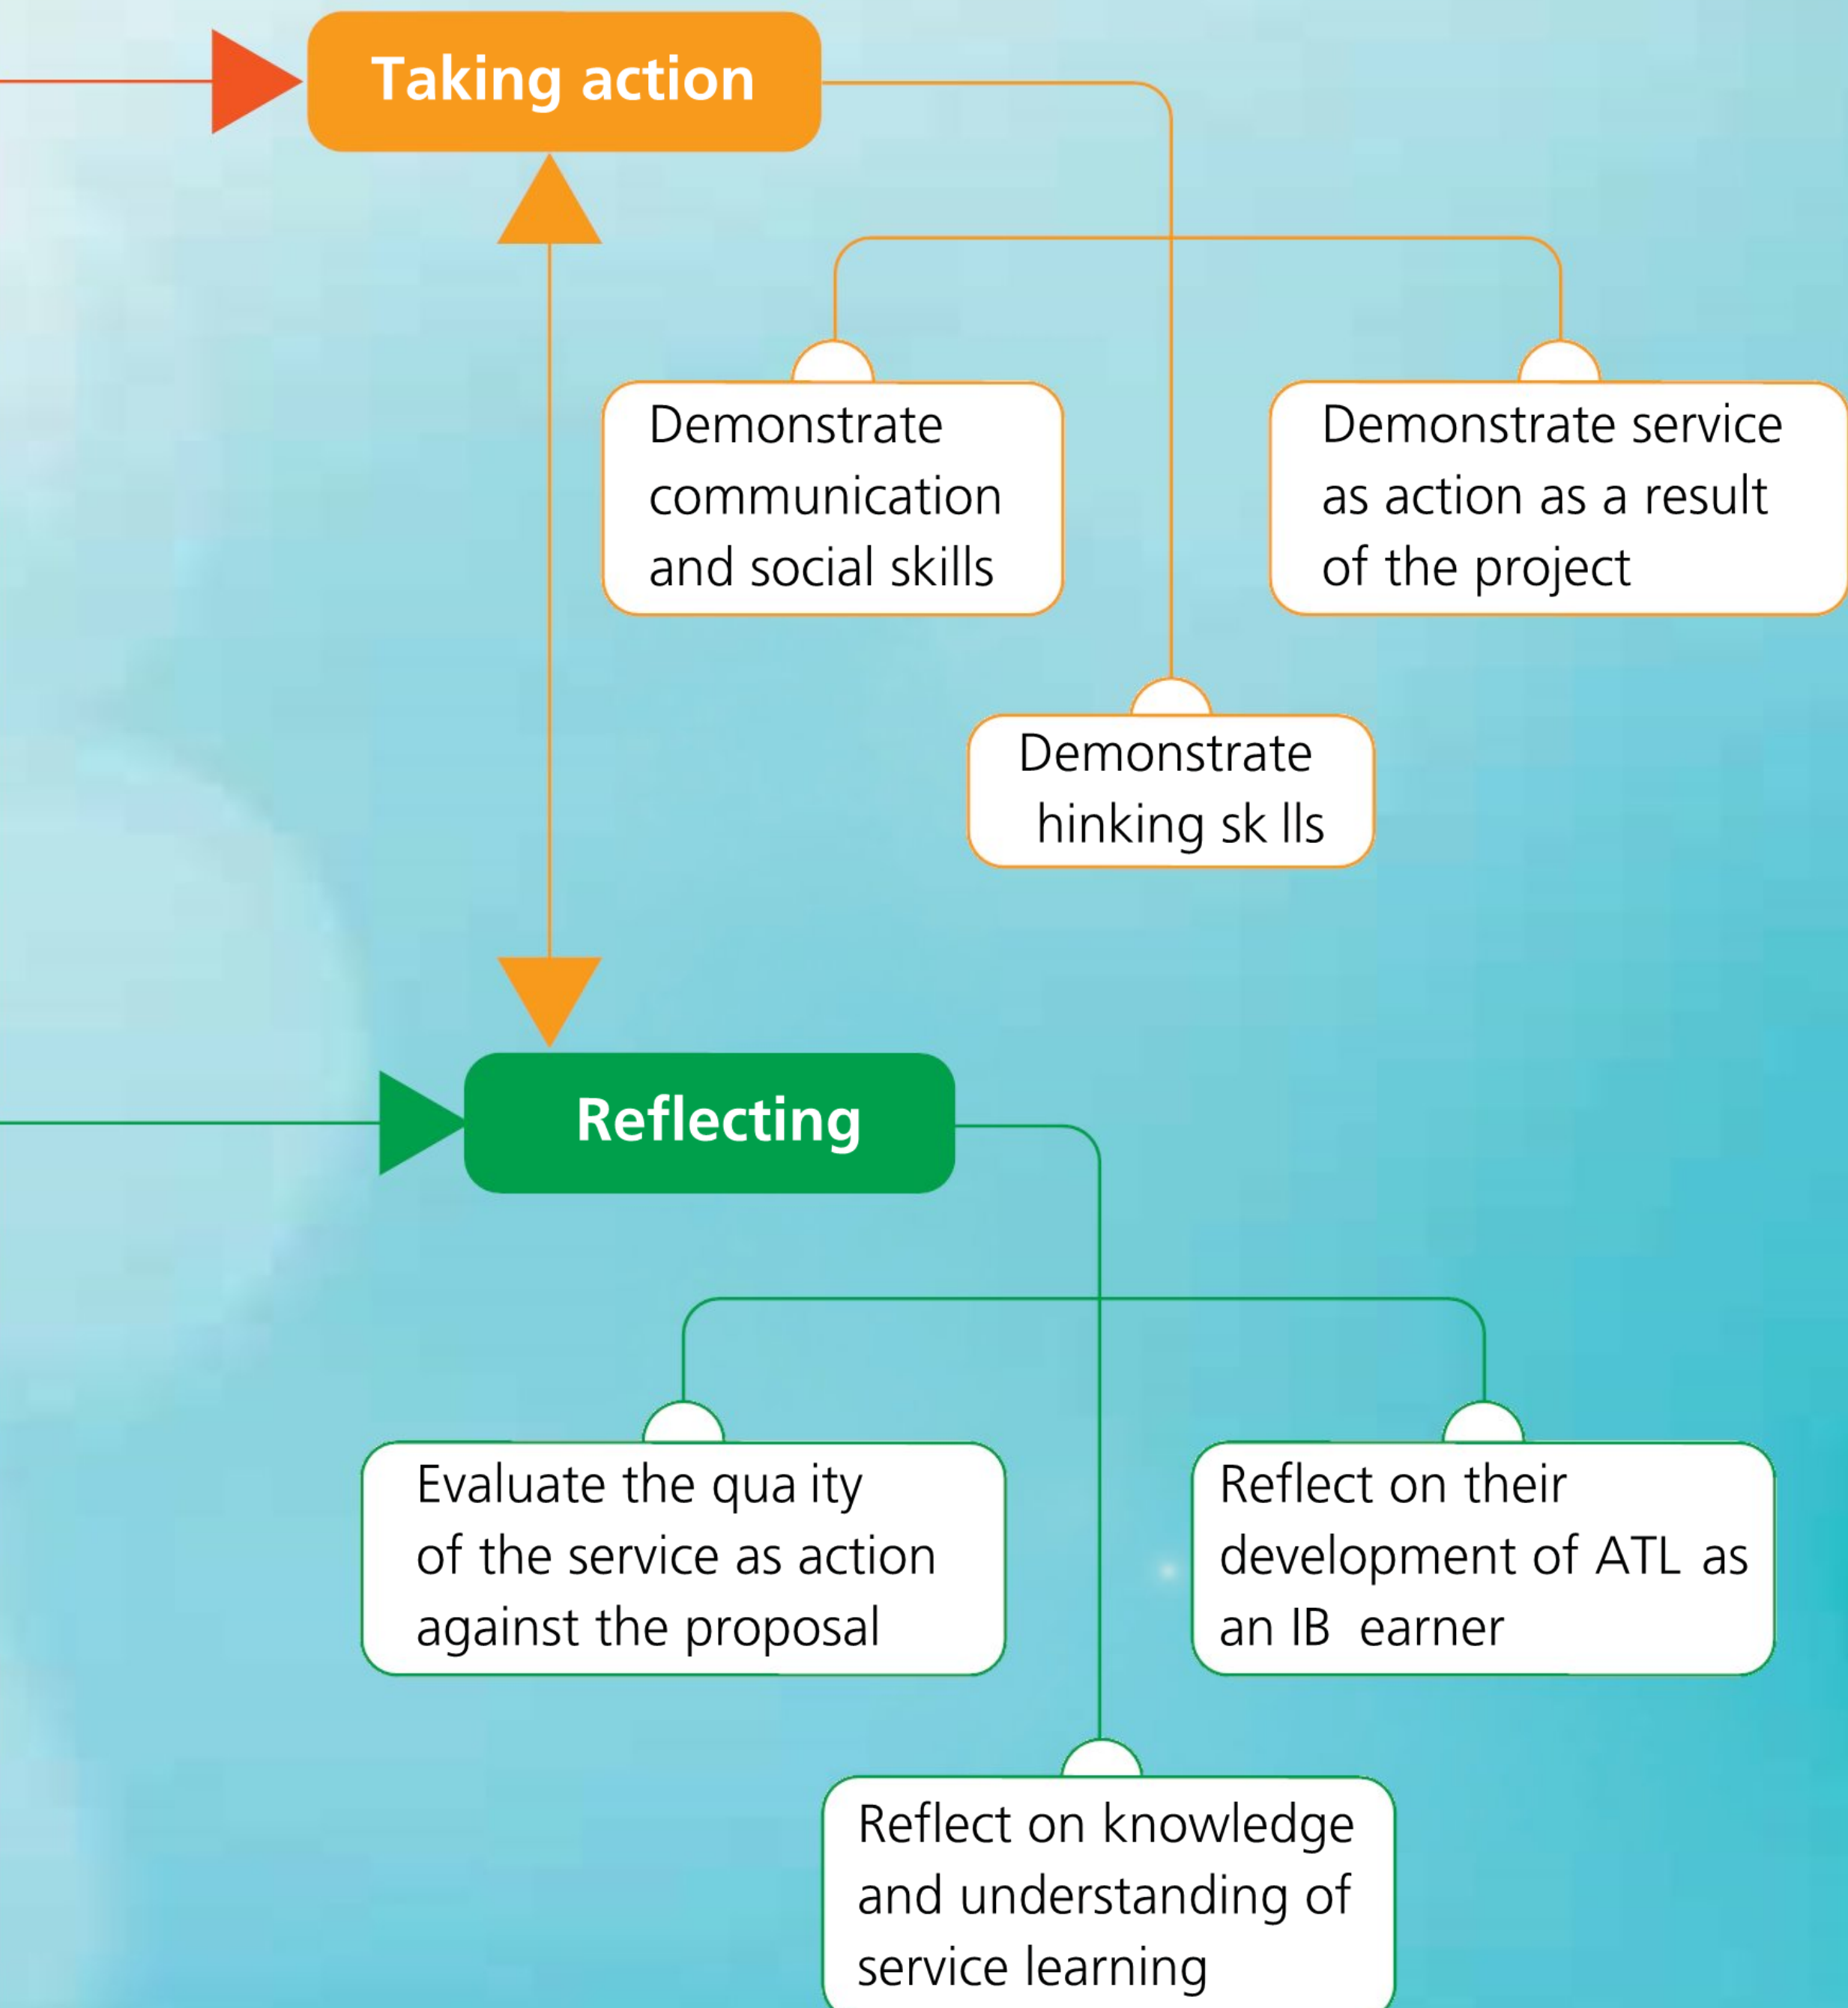 Taking action
Demonstrate
communication
and social skills
Demonstrate service
as action as a result
of the project
Demonstrate
hinking sk lls
Reflecting
Evaluate the qua ity
of the service as action
against the proposal
Reflect on their
development of ATL as
an IB earner
Reflect on knowledge
and understanding of
service learning